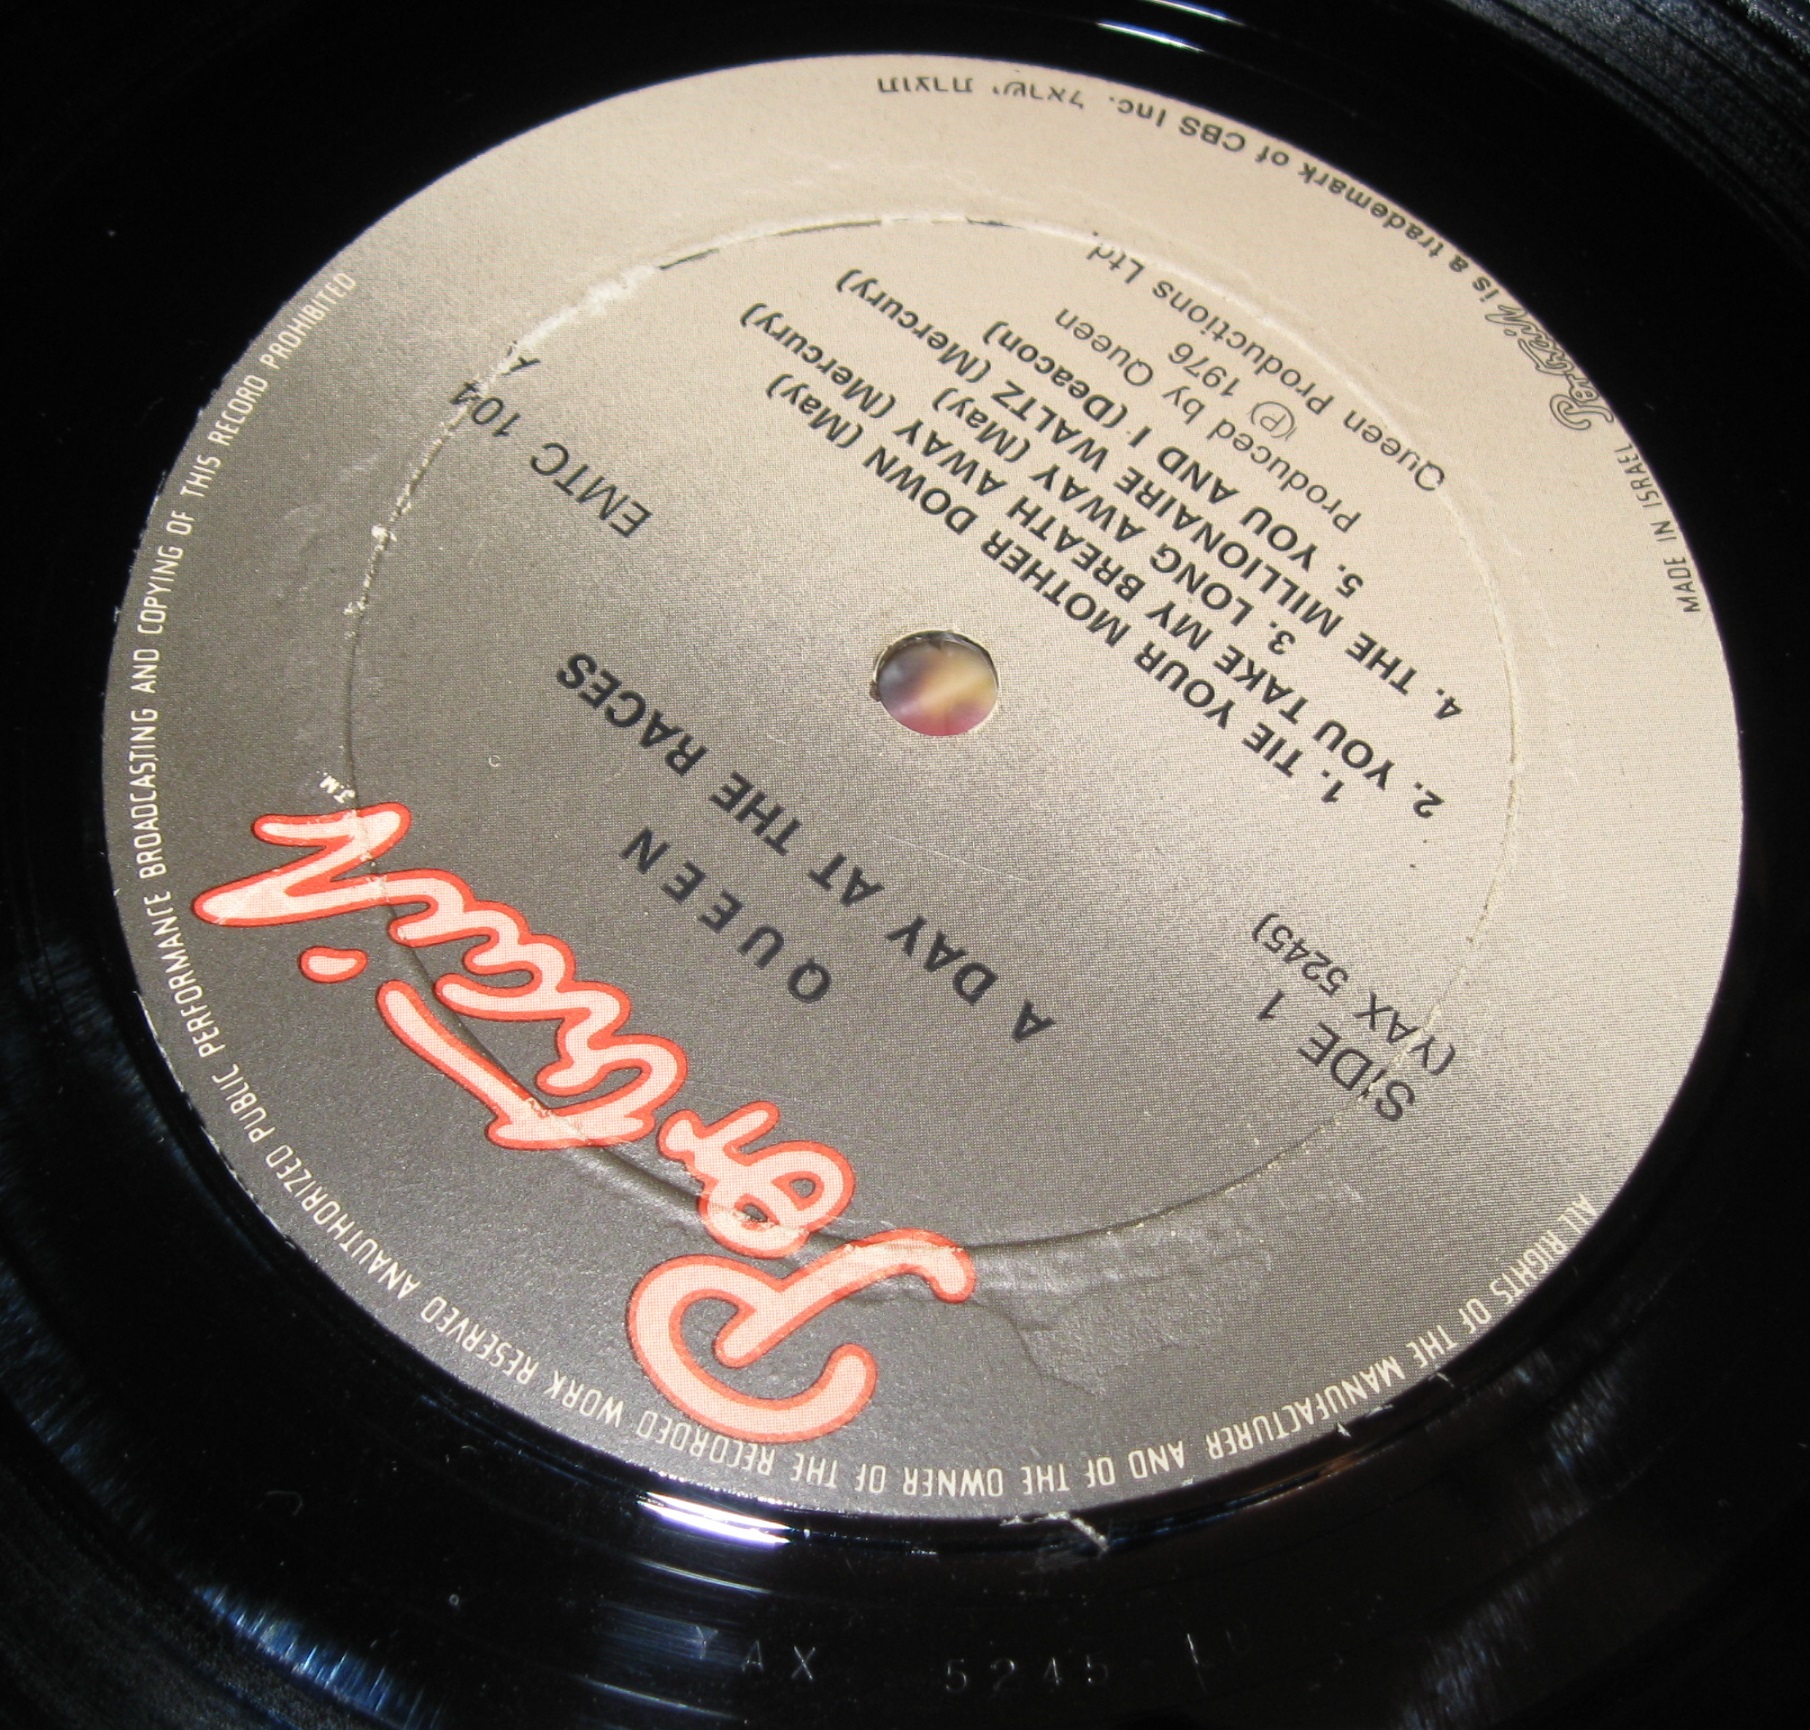 Portrait
J.M.
QUEEN
A DAY AT THE RACES
SIDE 1
(YAX 5245)
EMTC 104
A
1. TIE YOUR MOTHER DOWN (May)
2. YOU TAKE MY BREATH AWAY (Mercury)
3. LONG AWAY (May)
4. THE MILLIONAIRE WALTZ (Mercury)
5. YOU AND I (Deacon)
Produced by Queen
Ⓟ 1976
Queen Productions Ltd.
ALL RIGHTS OF THE MANUFACTURER AND OF THE OWNER OF THE RECORDED WORK RESERVED ANAUTHORIZED PUBLIC PERFORMANCE BROADCASTING AND COPYING OF THIS RECORD PROHIBITED
MADE IN ISRAEL Portrait is a trademark of CBS Inc. תוצרת ישראל
YAX 5245